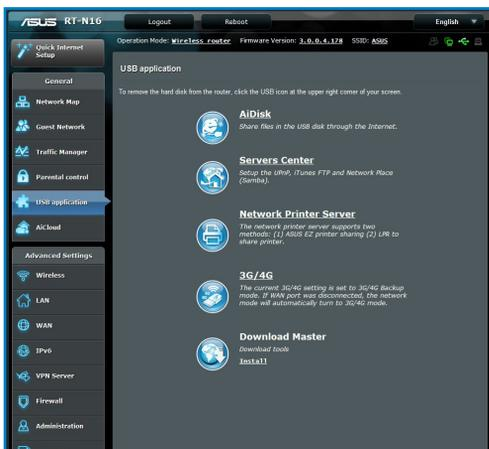 ASUS RT-N16
Logout
Reboot
English
Operation Mode: Wireless router Firmware Version: 3.0.0.4.178 SSID: ASUS
Quick Internet
Setup
General
Network Map
Guest Network
Traffic Manager
Parental control
USB application
AiCloud
Advanced Settings
Wireless
LAN
WAN
IPv6
VPN Server
Firewall
Administration
USB application
To remove the hard disk from the router, click the USB icon at the upper right corner of your screen.
AiDisk
Share files in the USB disk through the Internet.
Servers Center
Setup the UPnP, iTunes FTP and Network Place
(Samba).
Network Printer Server
The network printer server supports two
methods: (1) ASUS EZ printer sharing (2) LPR to
share printer.
3G/4G
The current 3G/4G setting is set to 3G/4G Backup
mode. If WAN port was disconnected, the network
mode will automatically turn to 3G/4G mode.
Download Master
Download tools
Install